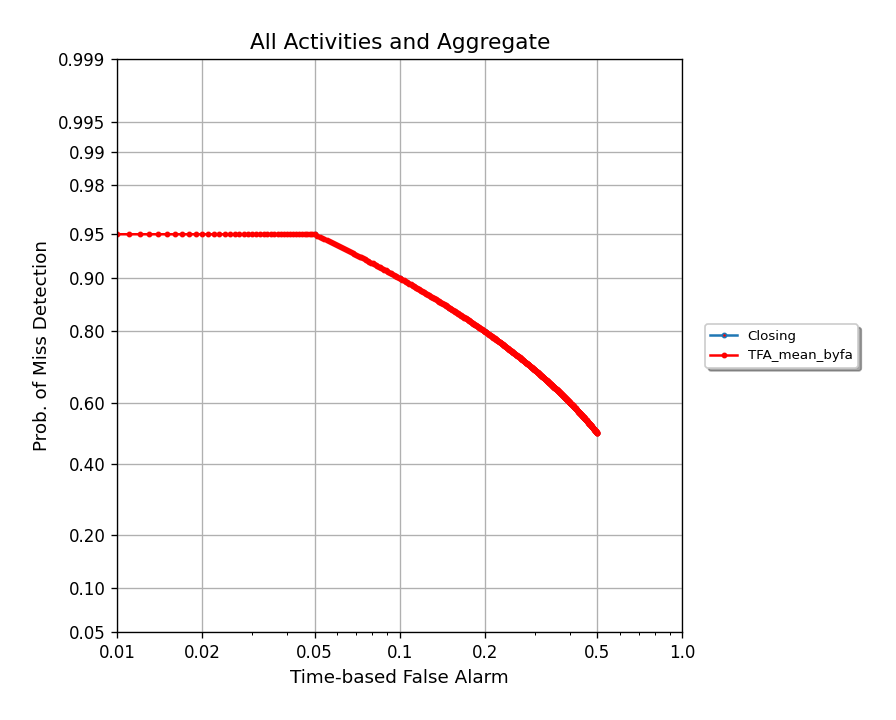 All Activities and Aggregate
0.999
0.995
0.99
0.98
0.95
0.90
0.80
0.60
0.40
0.20
0.10
0.05
Prob. of Miss Detection
0.01 0.02 0.05 0.1 0.2 0.5 1.0
Time-based False Alarm
Closing
TFA_mean_byfa